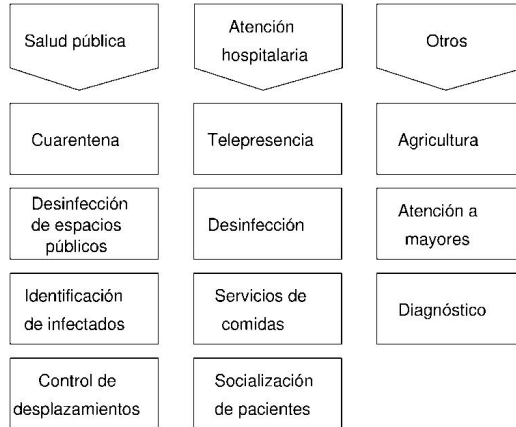 Salud pública
Atención
hospitalaria
Otros
Cuarentena
Telepresencia
Agricultura
Desinfección
de espacios
públicos
Desinfección
Atención a
mayores
Identificación
de infectados
Servicios de
comidas
Diagnóstico
Control de
desplazamientos
Socialización
de pacientes